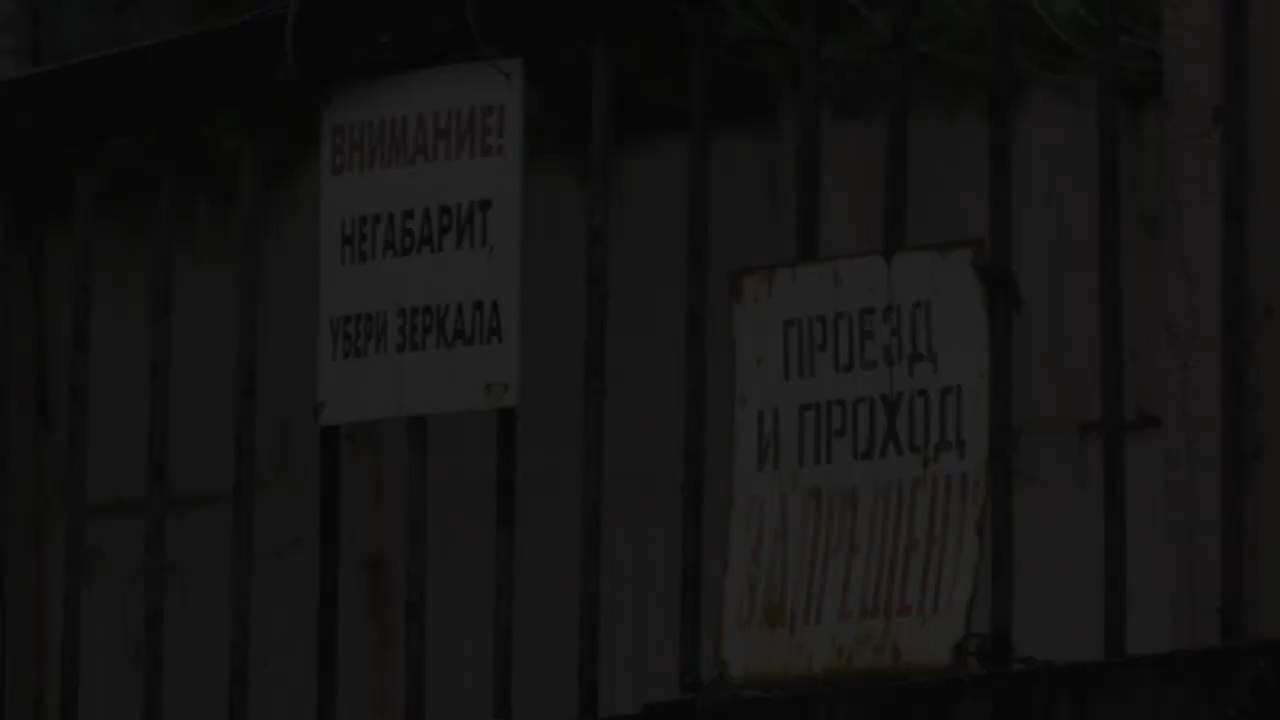 ВНИМАНИЕ!
НЕГАБАРИТ,
УБЕРИ ЗЕРКАЛА
ПРОЕЗД
И ПРОХОД
ЗАПРЕЩЕН!